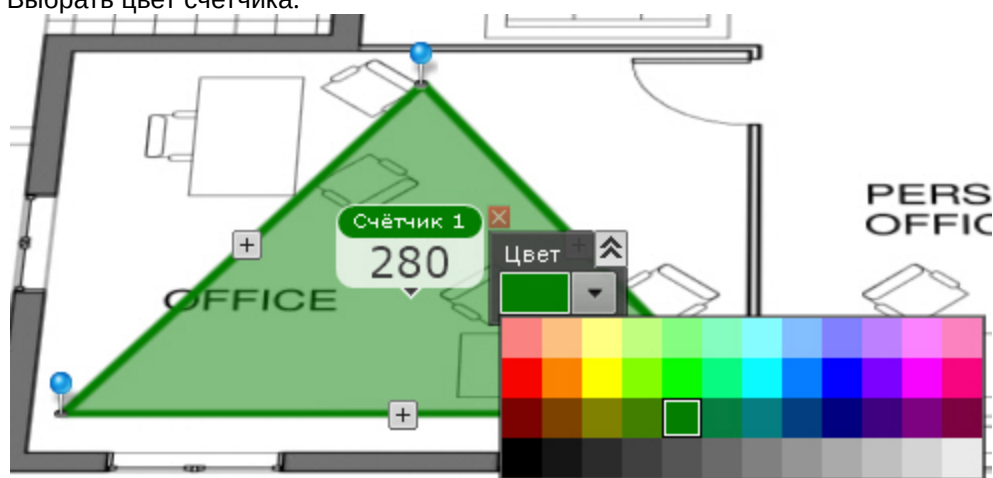 Выбрать цвет счётчика.
Счётчик 1
280
Цвет
OFFICE
PERS
OFFIC